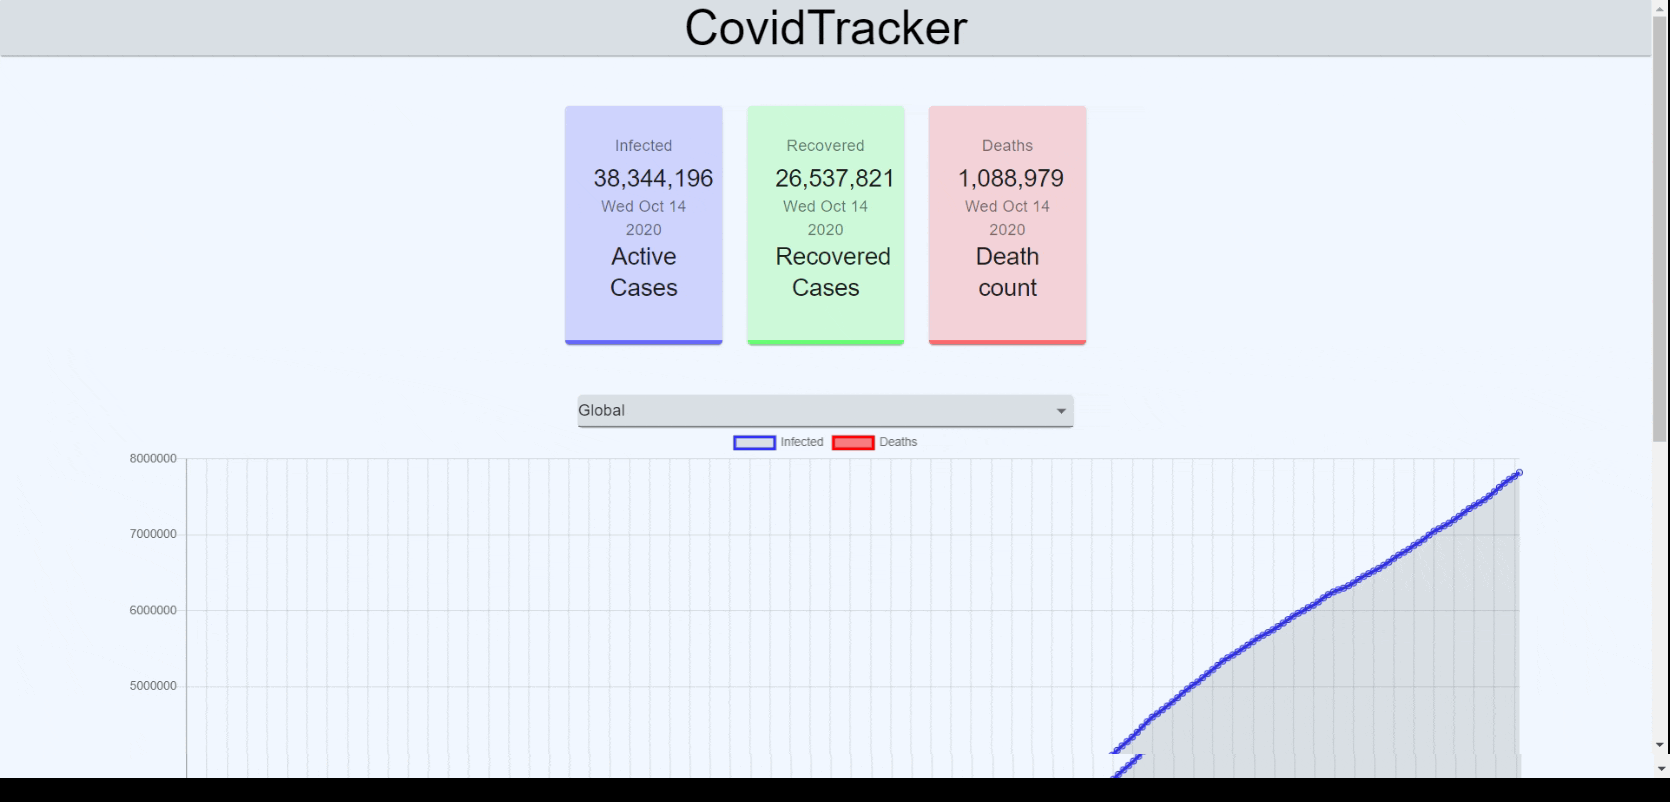 CovidTracker
Infected
38,344,196
Wed Oct 14
2020
Active
Cases
Recovered
26,537,821
Wed Oct 14
2020
Recovered
Cases
Deaths
1,088,979
Wed Oct 14
2020
Death
count
Global
Infected Deaths
8000000
7000000
6000000
5000000